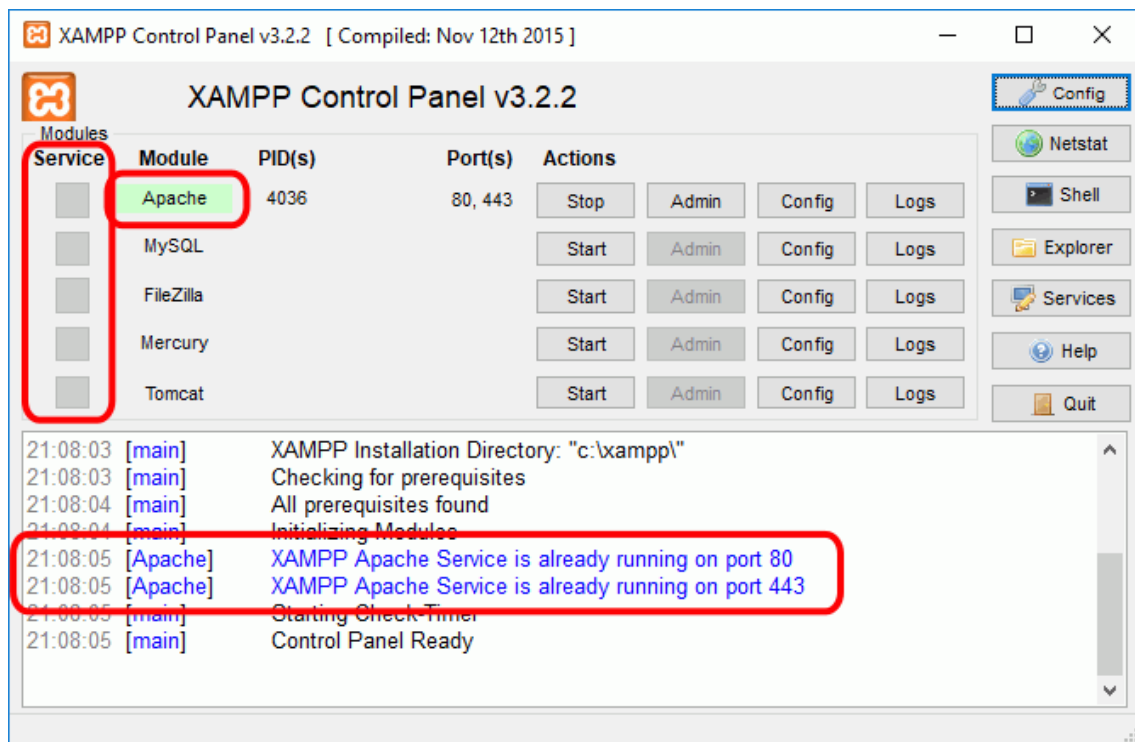 XAMPP Control Panel v3.2.2 [ Compiled: Nov 12th 2015 ]
XAMPP Control Panel v3.2.2
Config
Modules
Netstat
Service Module PID(s) Port(s) Actions
Apache 4036 80, 443 Stop Admin Config Logs
Shell
MySQL Start Admin Config Logs
Explorer
FileZilla Start Admin Config Logs
Services
Mercury Start Admin Config Logs
Help
Tomcat Start Admin Config Logs
Quit
21:08:03 [main] XAMPP Installation Directory: "c:\xampp\"
21:08:03 [main] Checking for prerequisites
21:08:04 [main] All prerequisites found
21:08:04 [main] Initializing Modules
21:08:05 [Apache] XAMPP Apache Service is already running on port 80
21:08:05 [Apache] XAMPP Apache Service is already running on port 443
21:08:05 [main] Starting Check-Timer
21:08:05 [main] Control Panel Ready